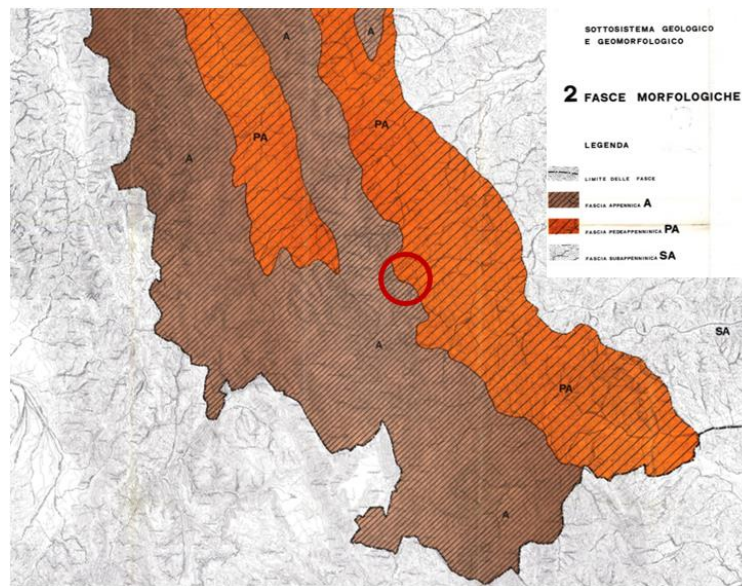 SOTTOSISTEMA GEOLOGICO
E GEOMORFOLOGICO
2 FASCE MORFOLOGICHE
LEGENDA
LIMITE DELLE FASCE
FASCIA APPENNICA A
FASCIA PEDEAPPENNINICA PA
FASCIA SUBAPPENNINICA SA
A
A
PA
PA
A
SA
A
PA
A